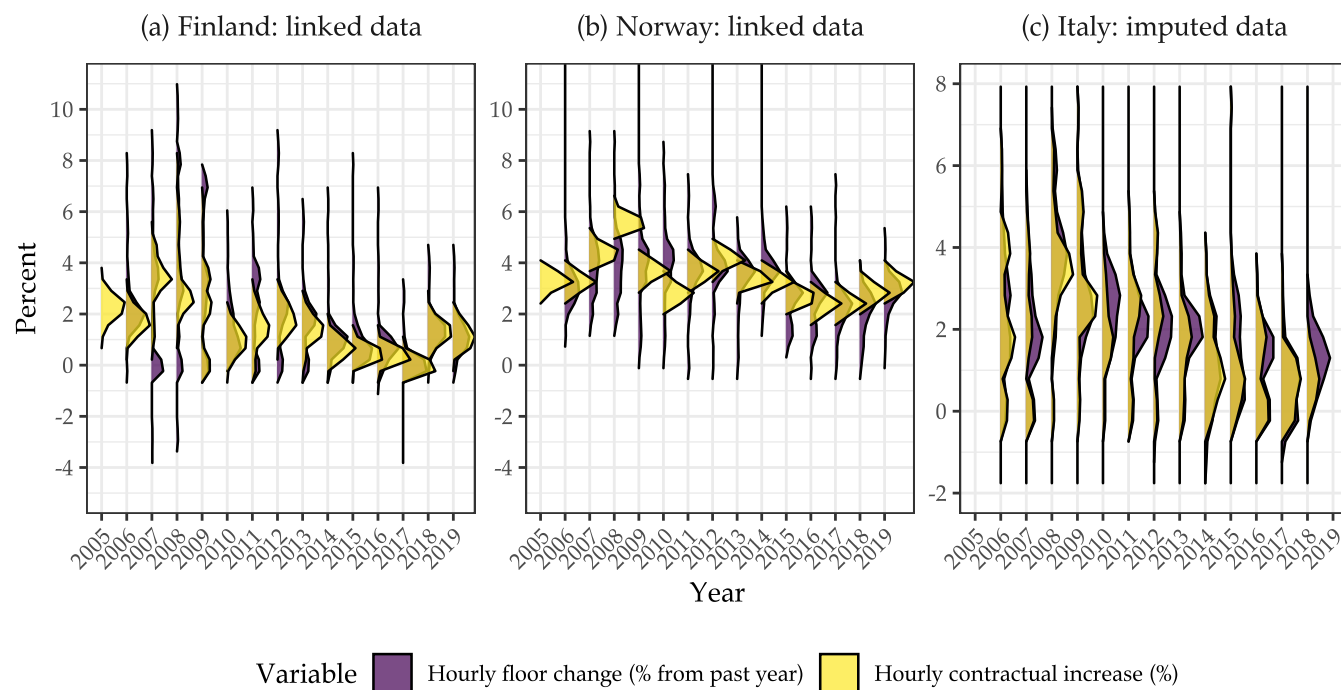 (a) Finland: linked data
(b) Norway: linked data
(c) Italy: imputed data
Percent
10
8
6
4
2
0
-2
-4
10
8
6
4
2
0
-2
-4
8
6
4
2
0
-2
2005 2006 2007 2008 2009 2010 2011 2012 2013 2014 2015 2016 2017 2018 2019
2005 2006 2007 2008 2009 2010 2011 2012 2013 2014 2015 2016 2017 2018 2019
2005 2006 2007 2008 2009 2010 2011 2012 2013 2014 2015 2016 2017 2018 2019
Year
Variable Hourly floor change (% from past year) Hourly contractual increase (%)